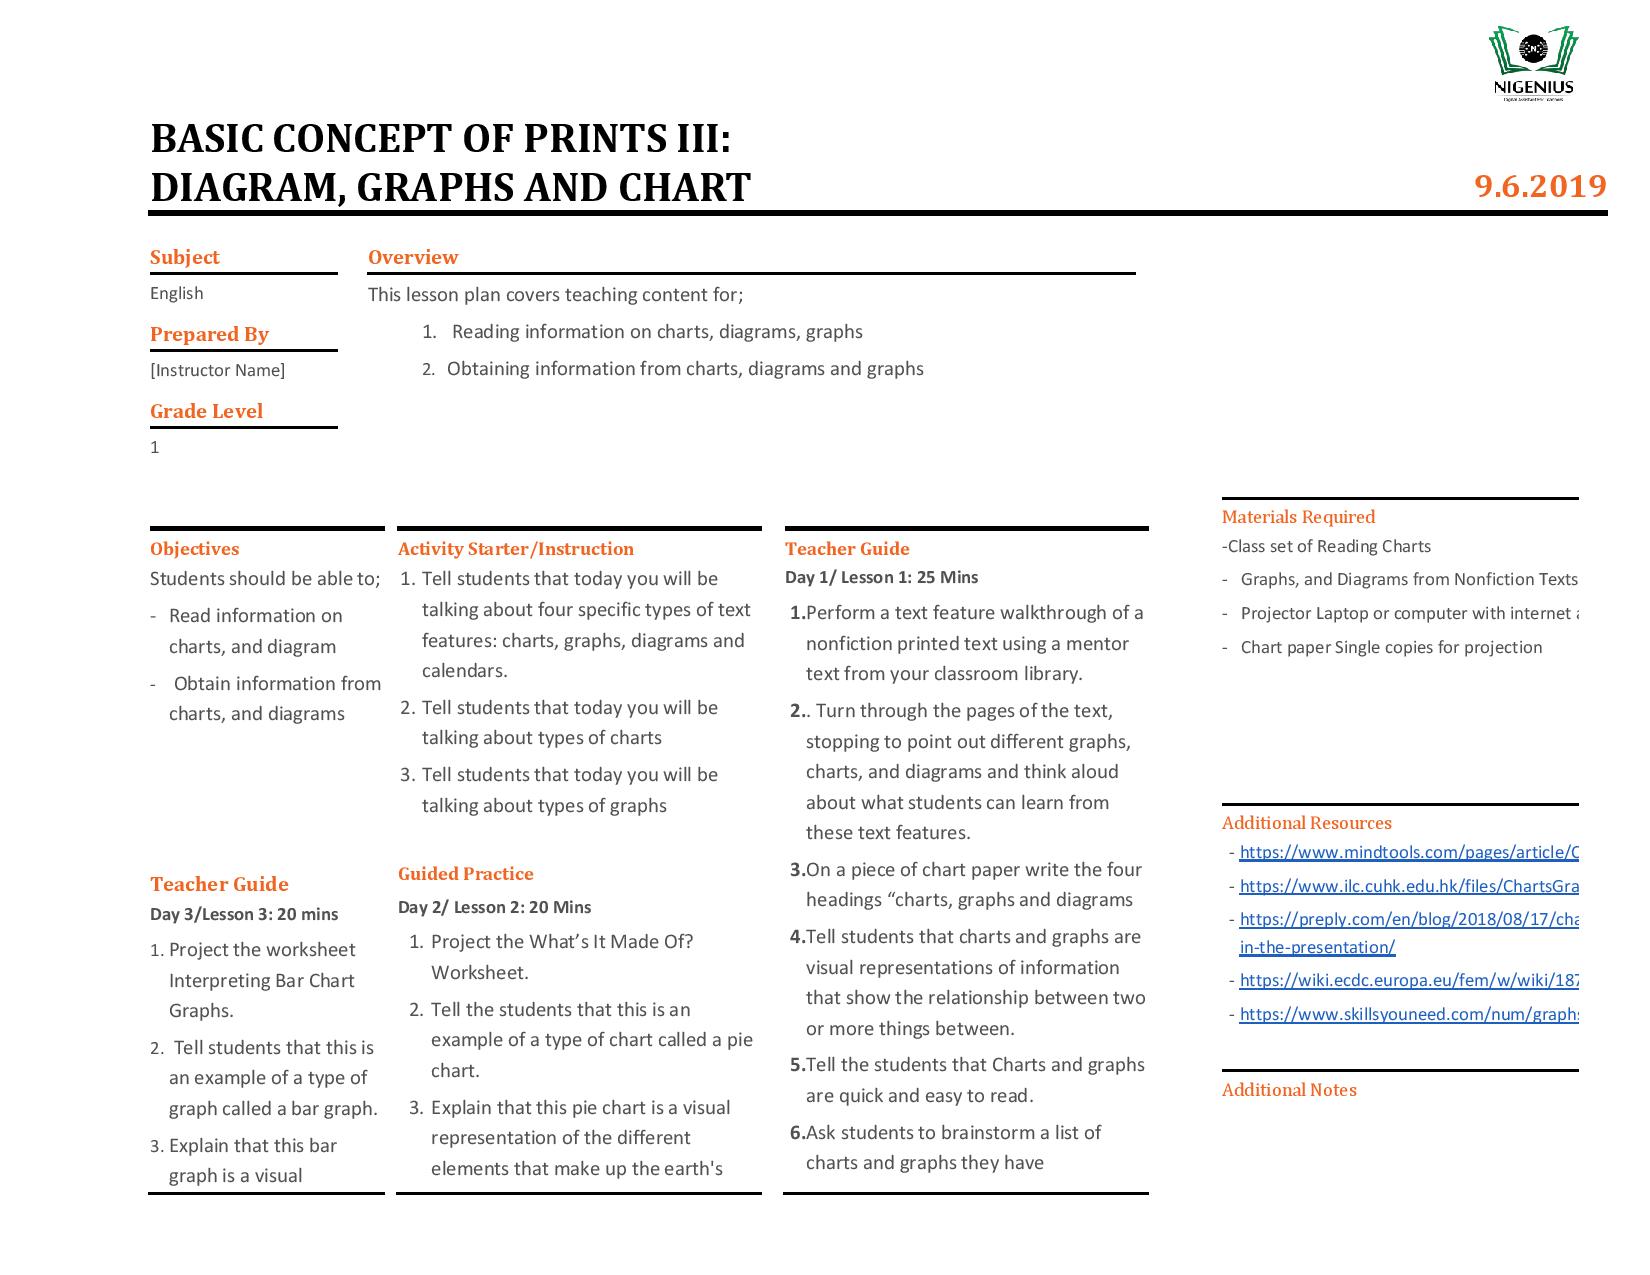 NIGENIUS
BASIC CONCEPT OF PRINTS III:
DIAGRAM, GRAPHS AND CHART
9.6.2019
Subject
English
Prepared By
[Instructor Name]
Grade Level
1
Overview
This lesson plan covers teaching content for;
1. Reading information on charts, diagrams, graphs
2. Obtaining information from charts, diagrams and graphs
Objectives
Students should be able to;
- Read information on
charts, and diagram
- Obtain information from
charts, and diagrams
Teacher Guide
Day 3/Lesson 3: 20 mins
1. Project the worksheet
Interpreting Bar Chart
Graphs.
2. Tell students that this is
an example of a type of
graph called a bar graph.
3. Explain that this bar
graph is a visual
Activity Starter/Instruction
1. Tell students that today you will be
talking about four specific types of text
features: charts, graphs, diagrams and
calendars.
2. Tell students that today you will be
talking about types of charts
3. Tell students that today you will be
talking about types of graphs
Guided Practice
Day 2/ Lesson 2: 20 Mins
1. Project the What’s It Made Of?
Worksheet.
2. Tell the students that this is an
example of a type of chart called a pie
chart.
3. Explain that this pie chart is a visual
representation of the different
elements that make up the earth's
Teacher Guide
Day 1/ Lesson 1: 25 Mins
1.Perform a text feature walkthrough of a
nonfiction printed text using a mentor
text from your classroom library.
2.. Turn through the pages of the text,
stopping to point out different graphs,
charts, and diagrams and think aloud
about what students can learn from
these text features.
3.On a piece of chart paper write the four
headings “charts, graphs and diagrams
4.Tell students that charts and graphs are
visual representations of information
that show the relationship between two
or more things between.
5.Tell the students that Charts and graphs
are quick and easy to read.
6.Ask students to brainstorm a list of
charts and graphs they have
Materials Required
-Class set of Reading Charts
- Graphs, and Diagrams from Nonfiction Texts
- Projector Laptop or computer with internet
- Chart paper Single copies for projection
Additional Resources
- https://www.mindtools.com/pages/article/C
- https://www.ilc.cuhk.edu.hk/files/ChartsGra
- https://preply.com/en/blog/2018/08/17/cha
in-the-presentation/
- https://wiki.ecdc.europa.eu/fem/w/wiki/187
- https://www.skillsyouneed.com/num/graphs
Additional Notes